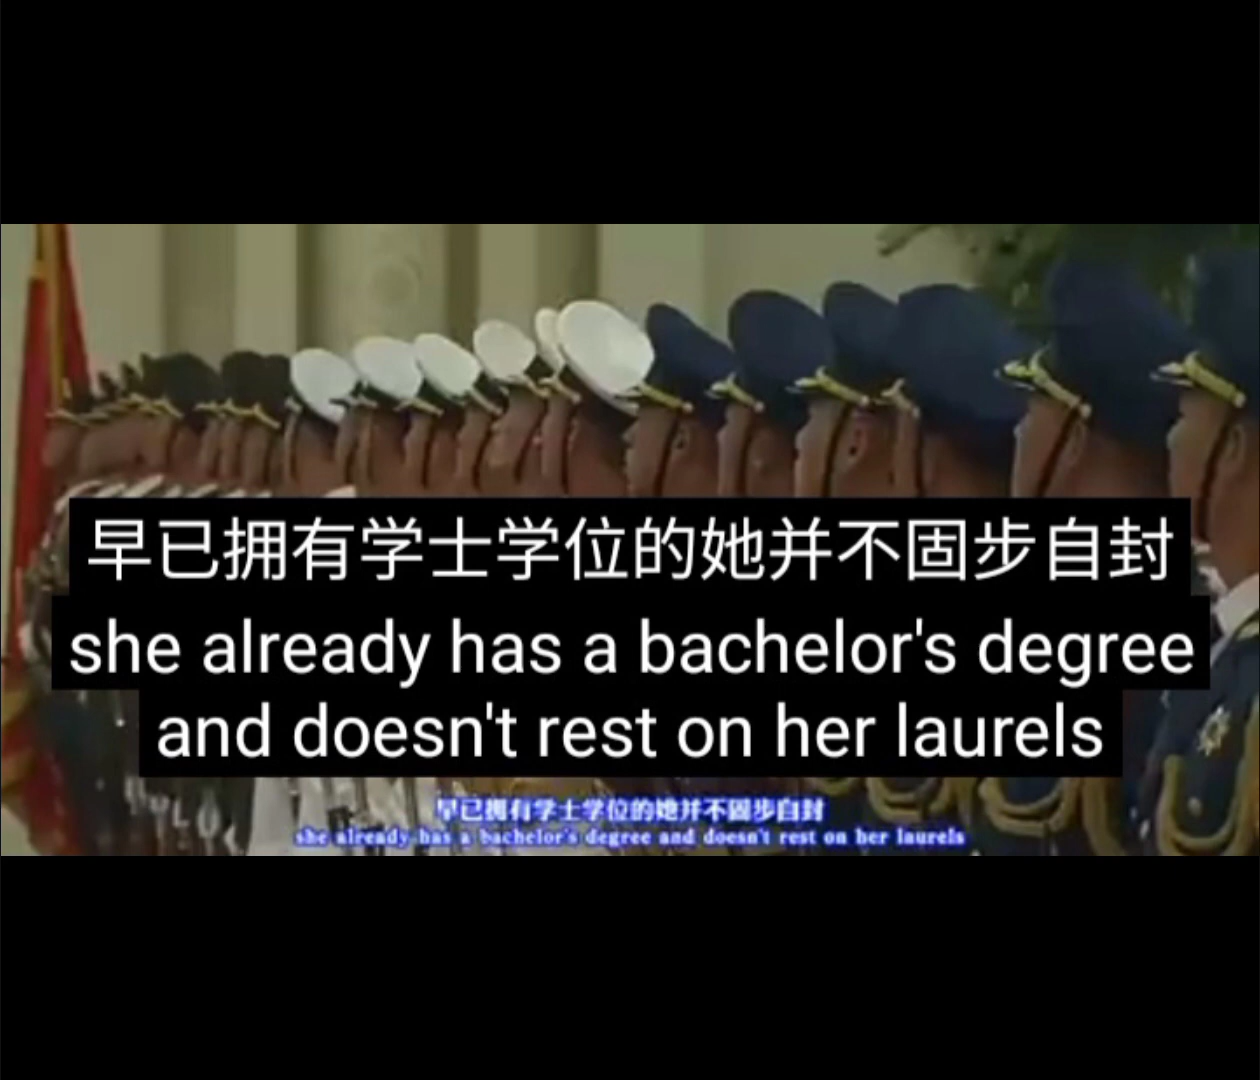 早已拥有学士学位的她并不固步自封
she already has a bachelor's degree
and doesn't rest on her laurels
早已拥有学士学位的她并不固步自封
she already has a bachelor's degree and doesn't rest on her laurels